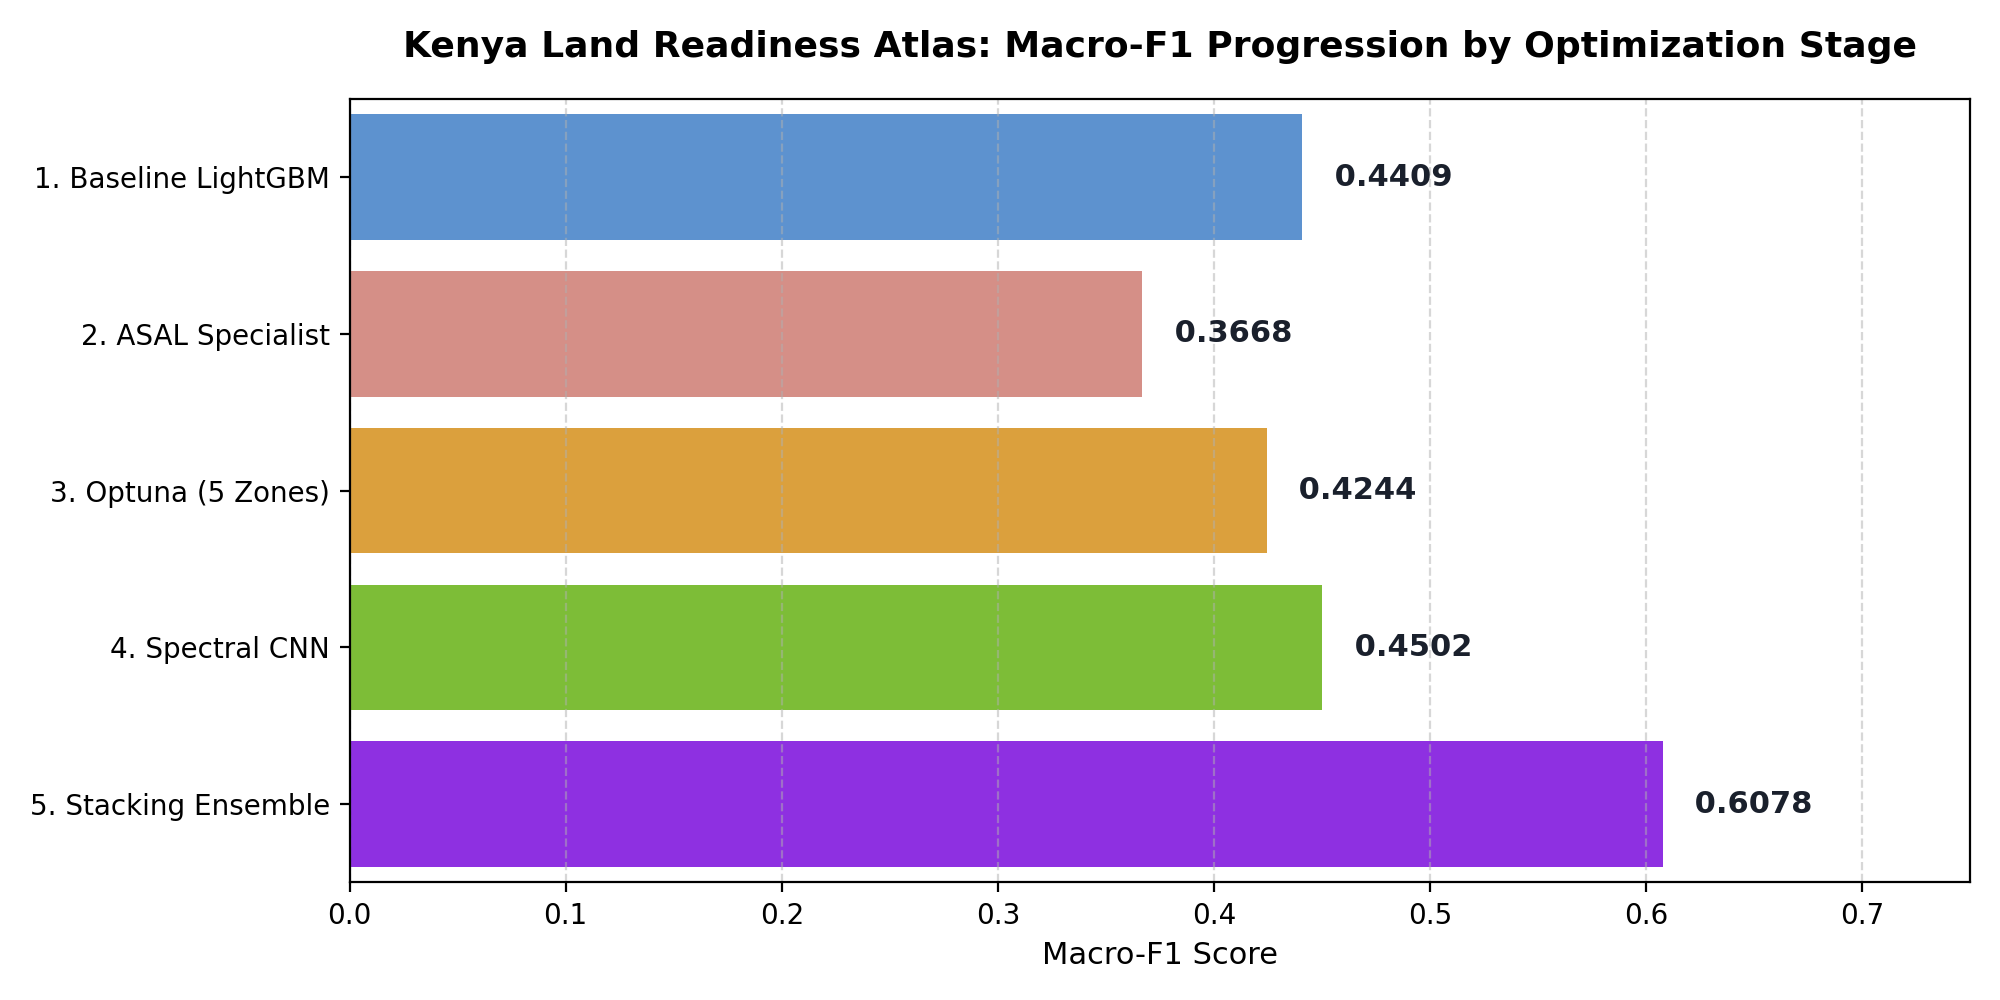 Kenya Land Readiness Atlas: Macro-F1 Progression by Optimization Stage
1. Baseline LightGBM
0.4409
2. ASAL Specialist
0.3668
3. Optuna (5 Zones)
0.4244
4. Spectral CNN
0.4502
5. Stacking Ensemble
0.6078
0.0 0.1 0.2 0.3 0.4 0.5 0.6 0.7
Macro-F1 Score